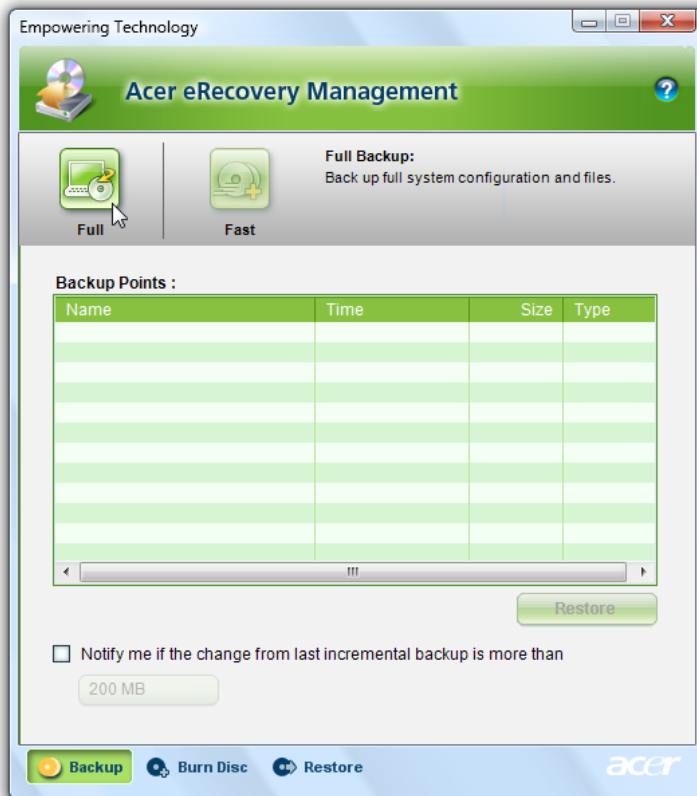 Empowering Technology
Acer eRecovery Management
?
Full Backup:
Back up full system configuration and files.
Full
Fast
Backup Points :
Name Time Size Type
Restore
Notify me if the change from last incremental backup is more than
200 MB
Backup Burn Disc Restore
acer